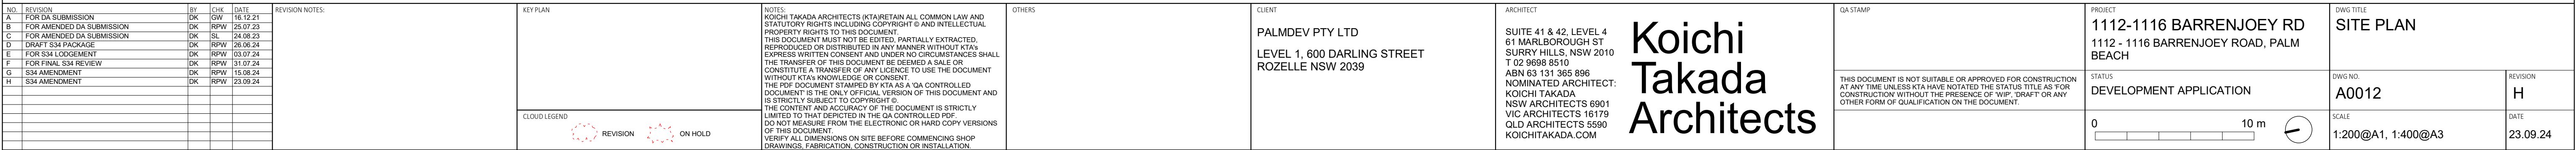 NO. REVISION BY CHK DATE
A FOR DA SUBMISSION DK GW 16.12.21
B FOR AMENDED DA SUBMISSION DK RPW 25.07.23
C FOR AMENDED DA SUBMISSION DK SL 24.08.23
D DRAFT S34 PACKAGE DK RPW 26.06.24
E FOR S34 LODGEMENT DK RPW 03.07.24
F FOR FINAL S34 REVIEW DK RPW 31.07.24
G S34 AMENDMENT DK RPW 15.08.24
H S34 AMENDMENT DK RPW 23.09.24
REVISION NOTES:
KEY PLAN
CLOUD LEGEND
REVISION
ON HOLD
NOTES:
KOICHI TAKADA ARCHITECTS (KTA)RETAIN ALL COMMON LAW AND
STATUTORY RIGHTS INCLUDING COPYRIGHT © AND INTELLECTUAL
PROPERTY RIGHTS TO THIS DOCUMENT.
THIS DOCUMENT MUST NOT BE EDITED, PARTIALLY EXTRACTED,
REPRODUCED OR DISTRIBUTED IN ANY MANNER WITHOUT KTA's
EXPRESS WRITTEN CONSENT AND UNDER NO CIRCUMSTANCES SHALL
THE TRANSFER OF THIS DOCUMENT BE DEEMED A SALE OR
CONSTITUTE A TRANSFER OF ANY LICENCE TO USE THE DOCUMENT
WITHOUT KTA's KNOWLEDGE OR CONSENT.
THE PDF DOCUMENT STAMPED BY KTA AS A 'QA CONTROLLED
DOCUMENT' IS THE ONLY OFFICIAL VERSION OF THIS DOCUMENT AND
IS STRICTLY SUBJECT TO COPYRIGHT ©.
THE CONTENT AND ACCURACY OF THE DOCUMENT IS STRICTLY
LIMITED TO THAT DEPICTED IN THE QA CONTROLLED PDF.
DO NOT MEASURE FROM THE ELECTRONIC OR HARD COPY VERSIONS
OF THIS DOCUMENT.
VERIFY ALL DIMENSIONS ON SITE BEFORE COMMENCING SHOP
DRAWINGS, FABRICATION, CONSTRUCTION OR INSTALLATION.
OTHERS
CLIENT
PALMDEV PTY LTD
LEVEL 1, 600 DARLING STREET
ROZELLE NSW 2039
ARCHITECT
SUITE 41 & 42, LEVEL 4
61 MARLBOROUGH ST
SURRY HILLS, NSW 2010
T 02 9698 8510
ABN 63 131 365 896
NOMINATED ARCHITECT:
KOICHI TAKADA
NSW ARCHITECTS 6901
VIC ARCHITECTS 16179
QLD ARCHITECTS 5590
KOICHITAKADA.COM
Koichi
Takada
Architects
QA STAMP
THIS DOCUMENT IS NOT SUITABLE OR APPROVED FOR CONSTRUCTION
AT ANY TIME UNLESS KTA HAVE NOTATED THE STATUS TITLE AS 'FOR
CONSTRUCTION' WITHOUT THE PRESENCE OF 'WIP', 'DRAFT' OR ANY
OTHER FORM OF QUALIFICATION ON THE DOCUMENT.
PROJECT
1112-1116 BARRENJOEY RD
1112 - 1116 BARRENJOEY ROAD, PALM
BEACH
STATUS
DEVELOPMENT APPLICATION
0 10 m
DWG TITLE
SITE PLAN
DWG NO.
A0012
REVISION
H
SCALE
1:200@A1, 1:400@A3
DATE
23.09.24